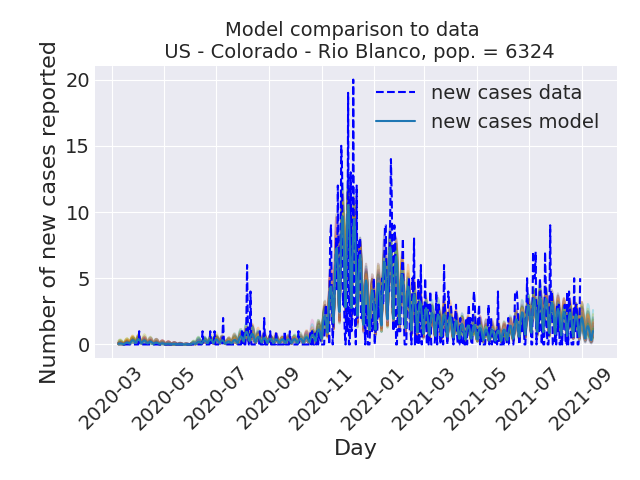 Model comparison to data
US - Colorado - Rio Blanco, pop. = 6324
Number of new cases reported
20
15
10
5
0
new cases data
new cases model
2020-03
2020-05
2020-07
2020-09
2020-11
2021-01
2021-03
2021-05
2021-07
2021-09
Day